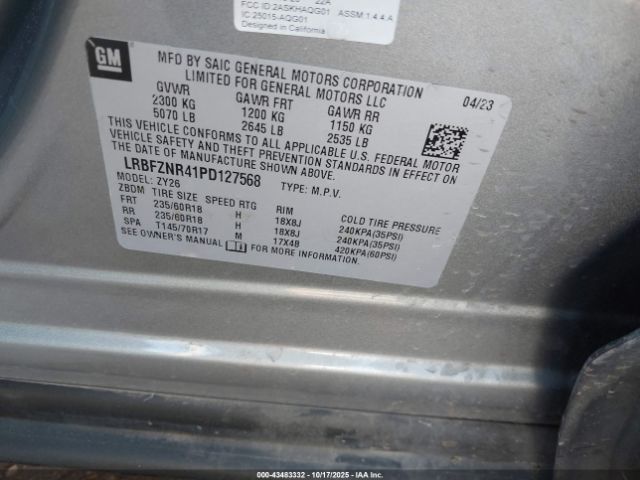 22A
FCC ID:2ASKHAQG01 ASSM:1.4.4.A
IC:25015-AQG01
Designed in California
GM
MFD BY SAIC GENERAL MOTORS CORPORATION
LIMITED FOR GENERAL MOTORS LLC
04/23
GVWR GAWR FRT GAWR RR
2300 KG 1200 KG 1150 KG
5070 LB 2645 LB 2535 LB
THIS VEHICLE CONFORMS TO ALL APPLICABLE U.S. FEDERAL MOTOR
VEHICLE SAFETY AND THEFT PREVENTION STANDARDS IN EFFECT ON
THE DATE OF MANUFACTURE SHOWN ABOVE.
LRBFZNR41PD127568 TYPE: M.P.V.
MODEL: ZY26
ZBDM TIRE SIZE SPEED RTG RIM COLD TIRE PRESSURE
FRT 235/60R18 H 18X8J 240KPA(35PSI)
RR 235/60R18 H 18X8J 240KPA(35PSI)
SPA T145/70R17 M 17X4B 420KPA(60PSI)
SEE OWNER'S MANUAL FOR MORE INFORMATION.
000-43483332 - 10/17/2025 - IAAI.com